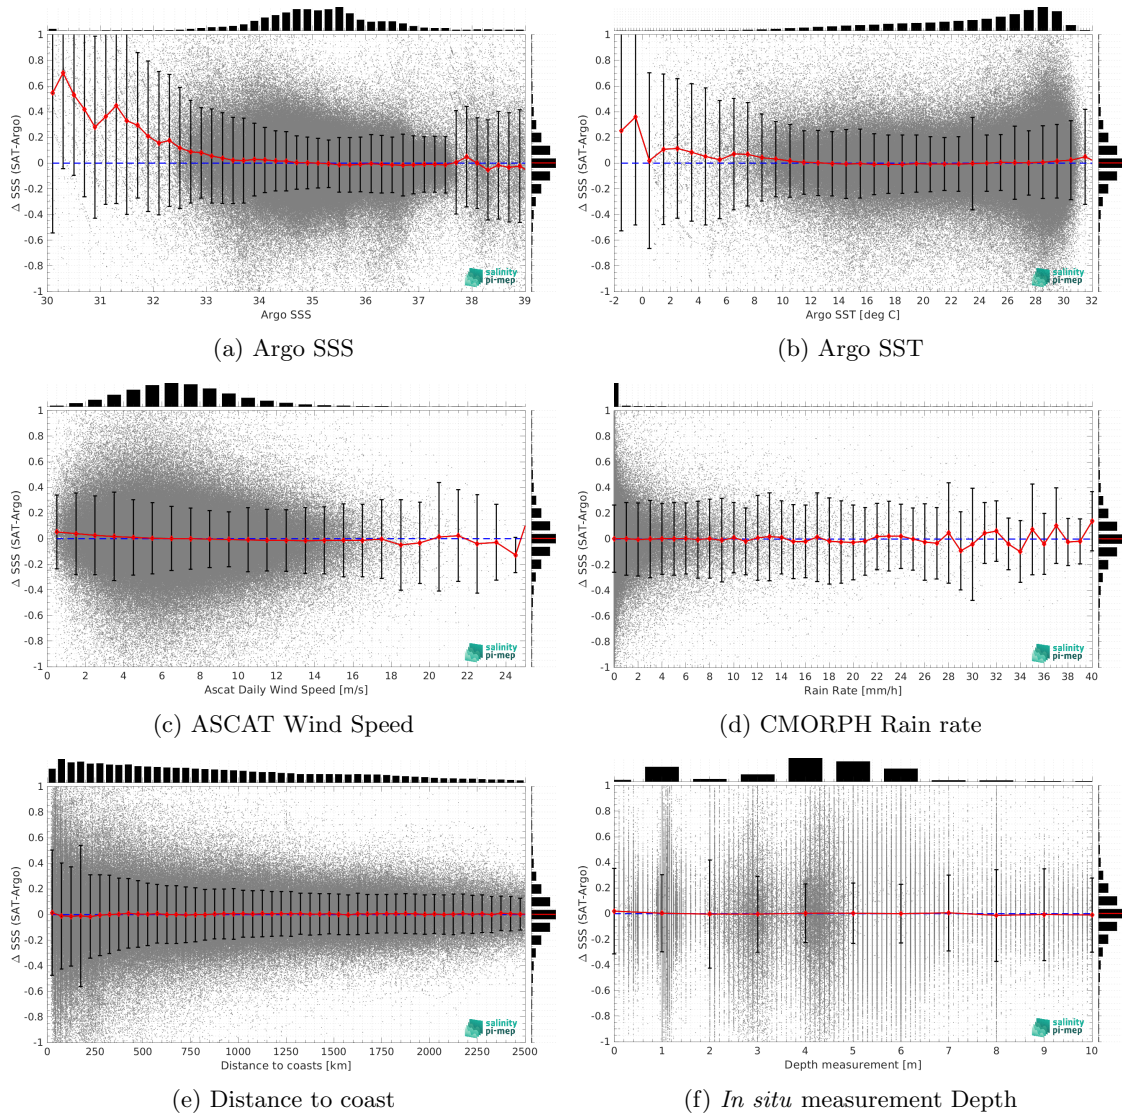 1
0.8
0.6
0.4
0.2
0
-0.2
-0.4
-0.6
-0.8
-1
Δ SSS (SAT-Argo)
30 31 32 33 34 35 36 37 38 39
Argo SSS
salinity
pi-mep
(a) Argo SSS
1
0.8
0.6
0.4
0.2
0
-0.2
-0.4
-0.6
-0.8
-1
Δ SSS (SAT-Argo)
-2 0 2 4 6 8 10 12 14 16 18 20 22 24 26 28 30 32
Argo SST [deg C]
salinity
pi-mep
(b) Argo SST
1
0.8
0.6
0.4
0.2
0
-0.2
-0.4
-0.6
-0.8
-1
Δ SSS (SAT-Argo)
0 2 4 6 8 10 12 14 16 18 20 22 24
Ascat Daily Wind Speed [m/s]
salinity
pi-mep
(c) ASCAT Wind Speed
1
0.8
0.6
0.4
0.2
0
-0.2
-0.4
-0.6
-0.8
-1
Δ SSS (SAT-Argo)
0 2 4 6 8 10 12 14 16 18 20 22 24 26 28 30 32 34 36 38 40
Rain Rate [mm/h]
salinity
pi-mep
(d) CMORPH Rain rate
1
0.8
0.6
0.4
0.2
0
-0.2
-0.4
-0.6
-0.8
-1
Δ SSS (SAT-Argo)
0 250 500 750 1000 1250 1500 1750 2000 2250 2500
Distance to coasts [km]
salinity
pi-mep
(e) Distance to coast
1
0.8
0.6
0.4
0.2
0
-0.2
-0.4
-0.6
-0.8
-1
Δ SSS (SAT-Argo)
0 1 2 3 4 5 6 7 8 9 10
Depth measurement [m]
salinity
pi-mep
(f) In situ measurement Depth